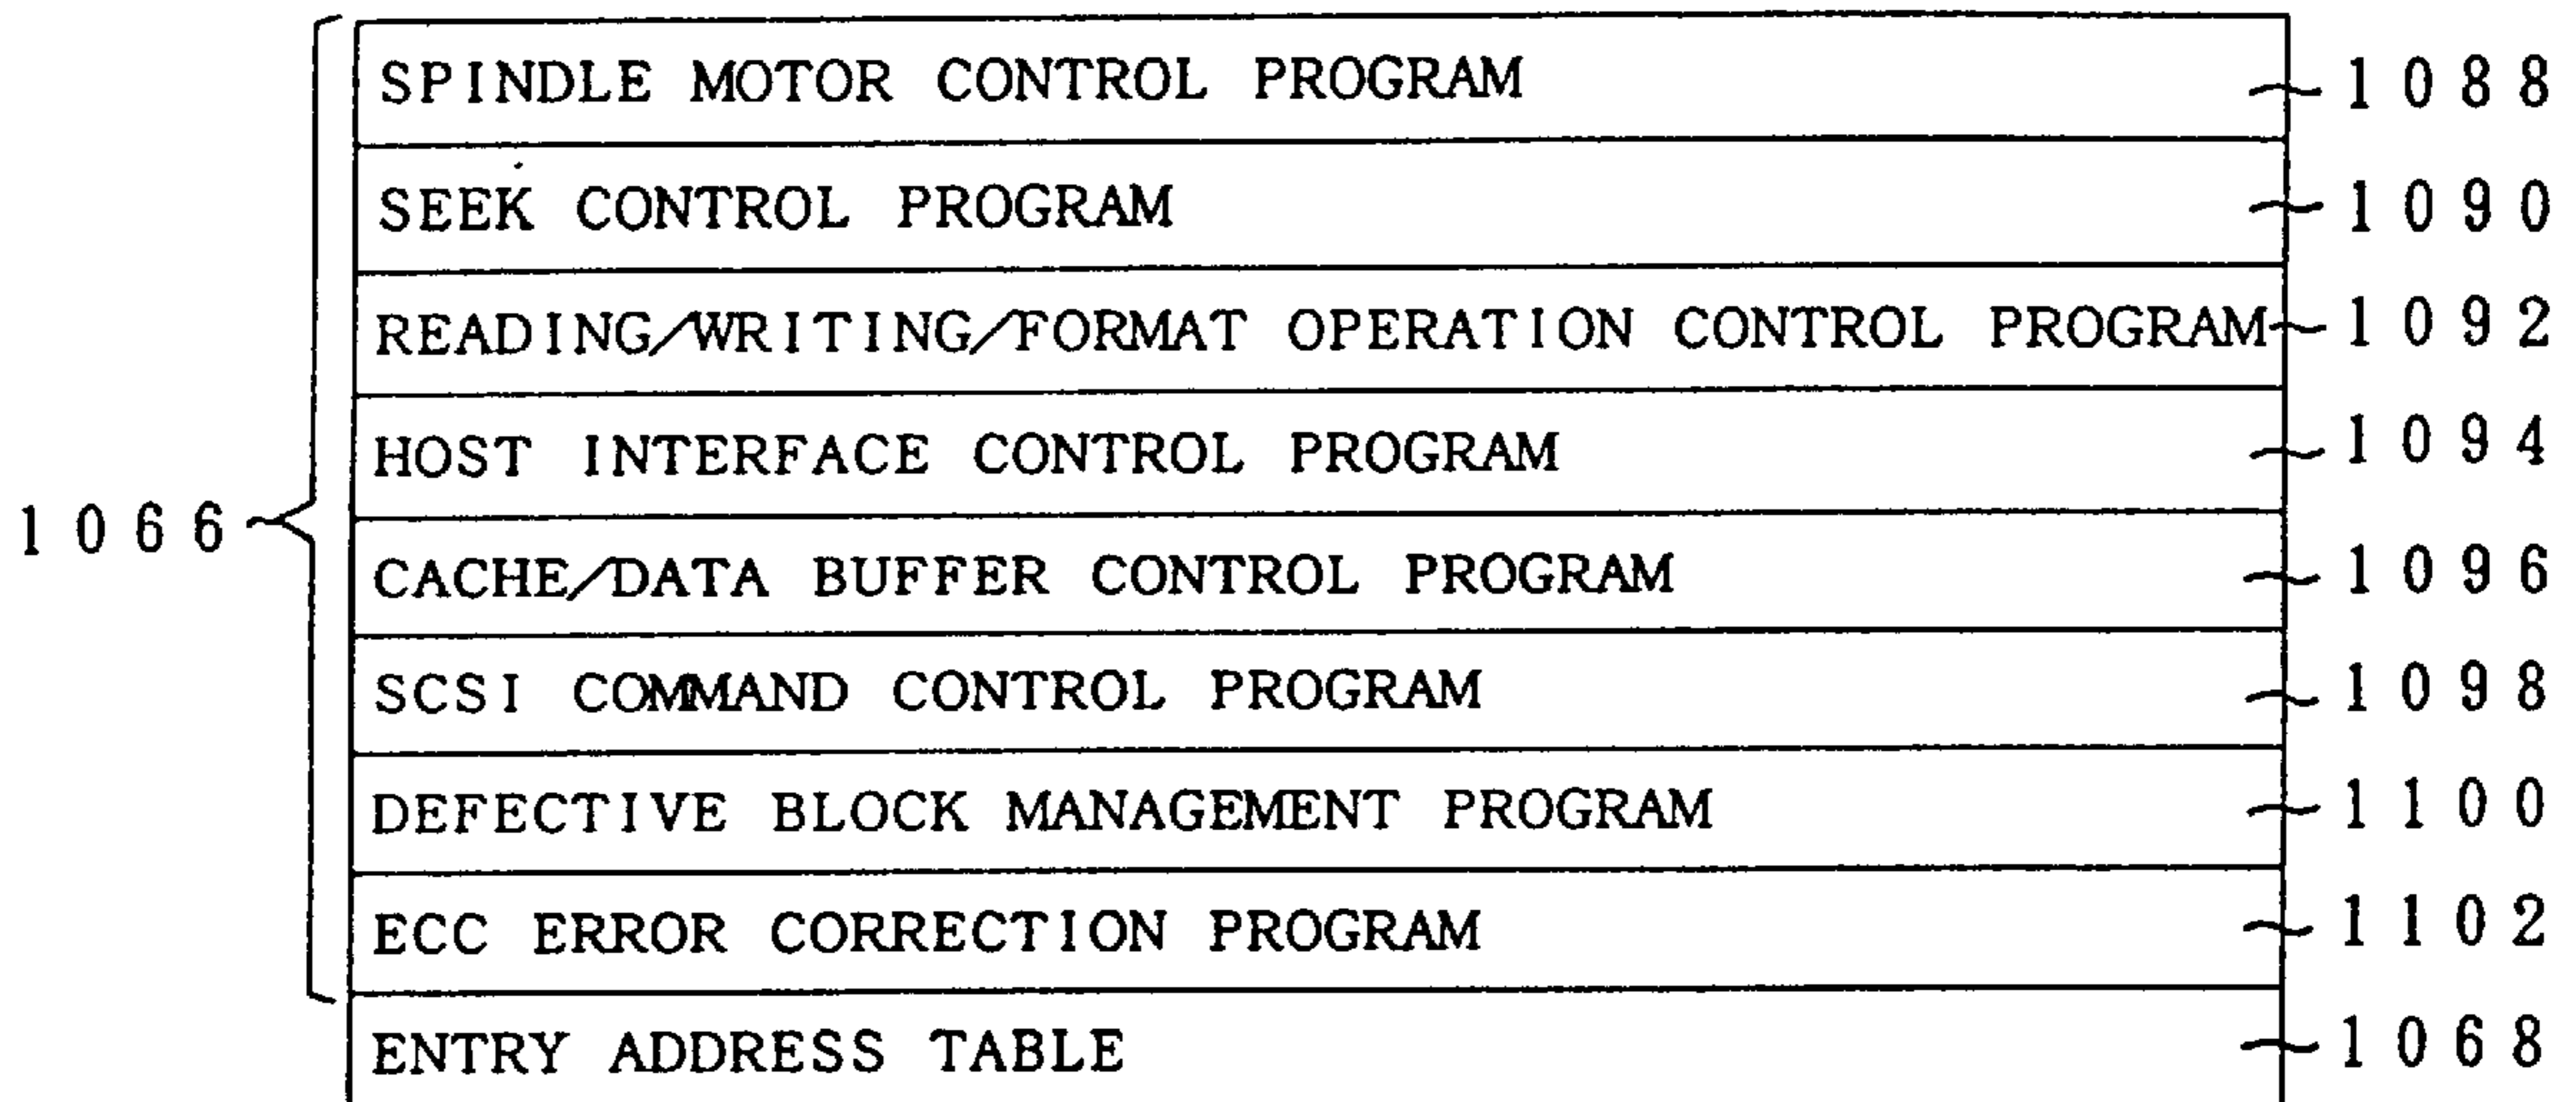 SPINDLE MOTOR CONTROL PROGRAM 1088
SEEK CONTROL PROGRAM 1090
READING/WRITING/FORMAT OPERATION CONTROL PROGRAM 1092
HOST INTERFACE CONTROL PROGRAM 1094
1066
CACHE/DATA BUFFER CONTROL PROGRAM 1096
SCSI COMMAND CONTROL PROGRAM 1098
DEFECTIVE BLOCK MANAGEMENT PROGRAM 1100
ECC ERROR CORRECTION PROGRAM 1102
ENTRY ADDRESS TABLE 1068